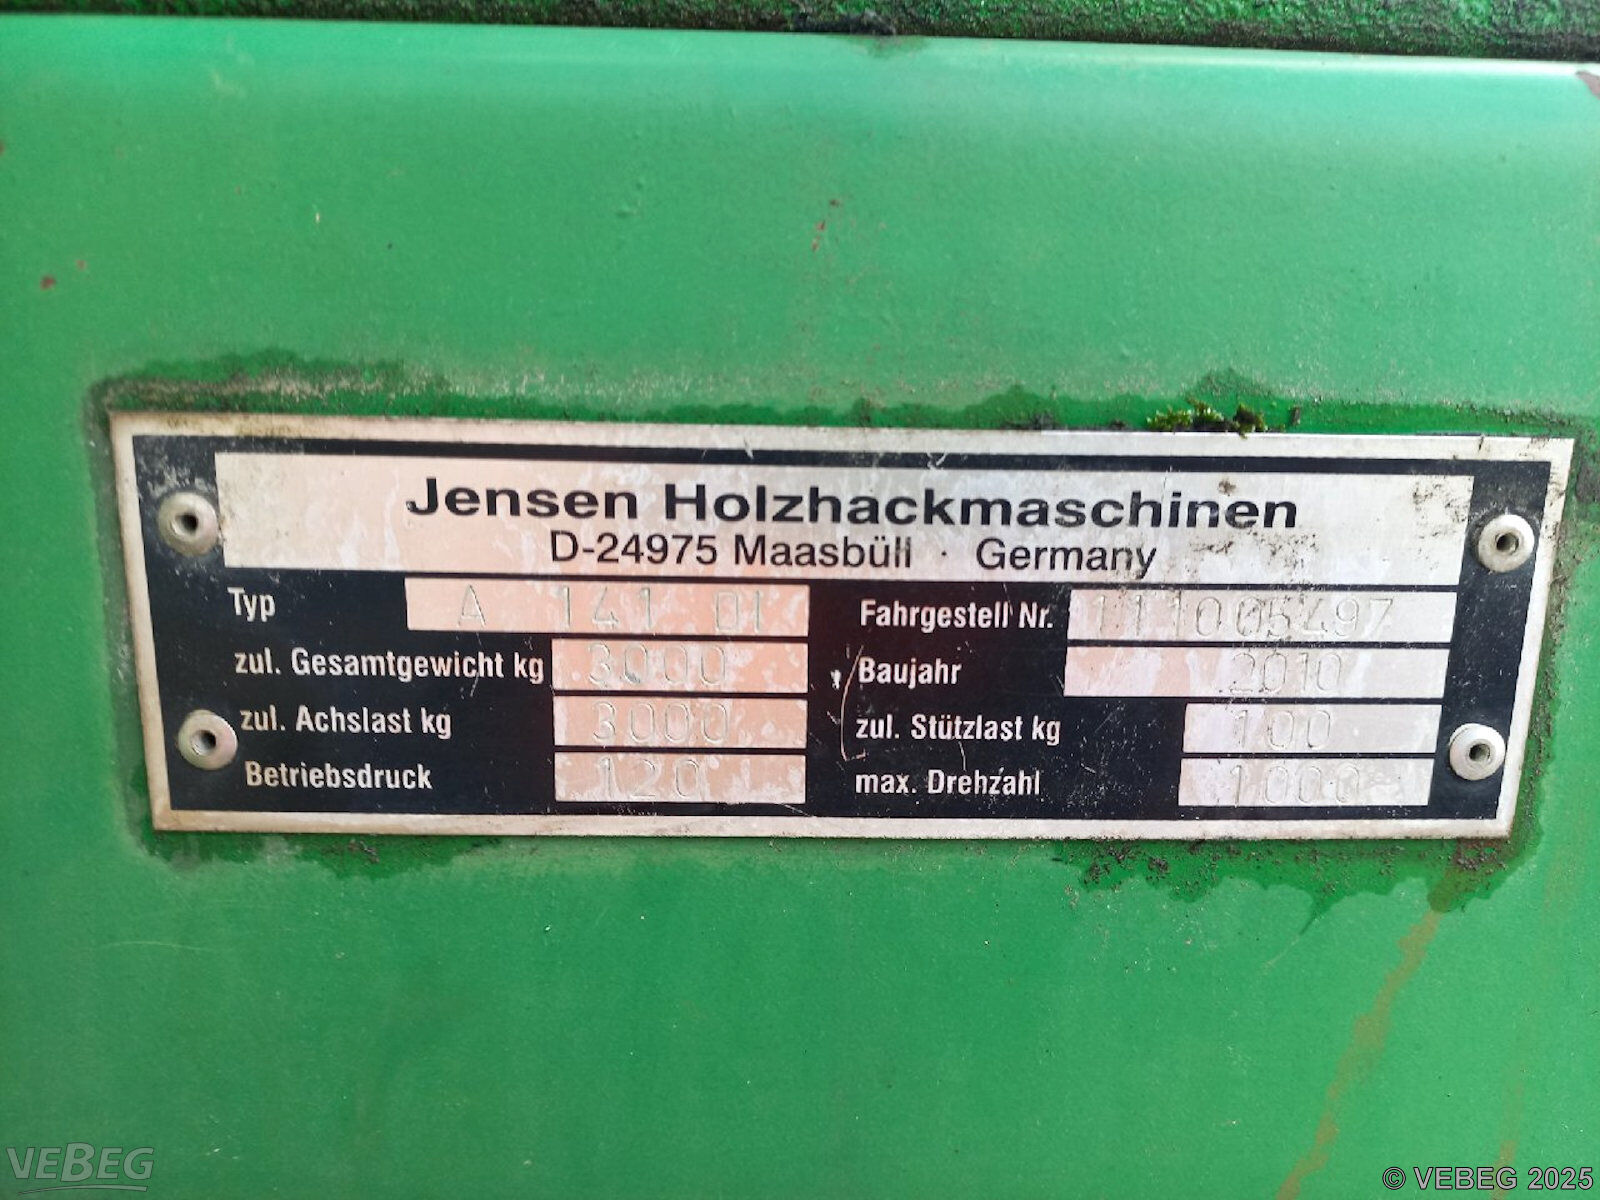 Jensen Holzhackmaschinen
D-24975 Maasbüll · Germany
Typ A 141 DI Fahrgestell Nr. 111005497
zul. Gesamtgewicht kg 3000 Baujahr 2010
zul. Achslast kg 3000 zul. Stützlast kg 100
Betriebsdruck 120 max. Drehzahl 1000
VEBEG
© VEBEG 2025